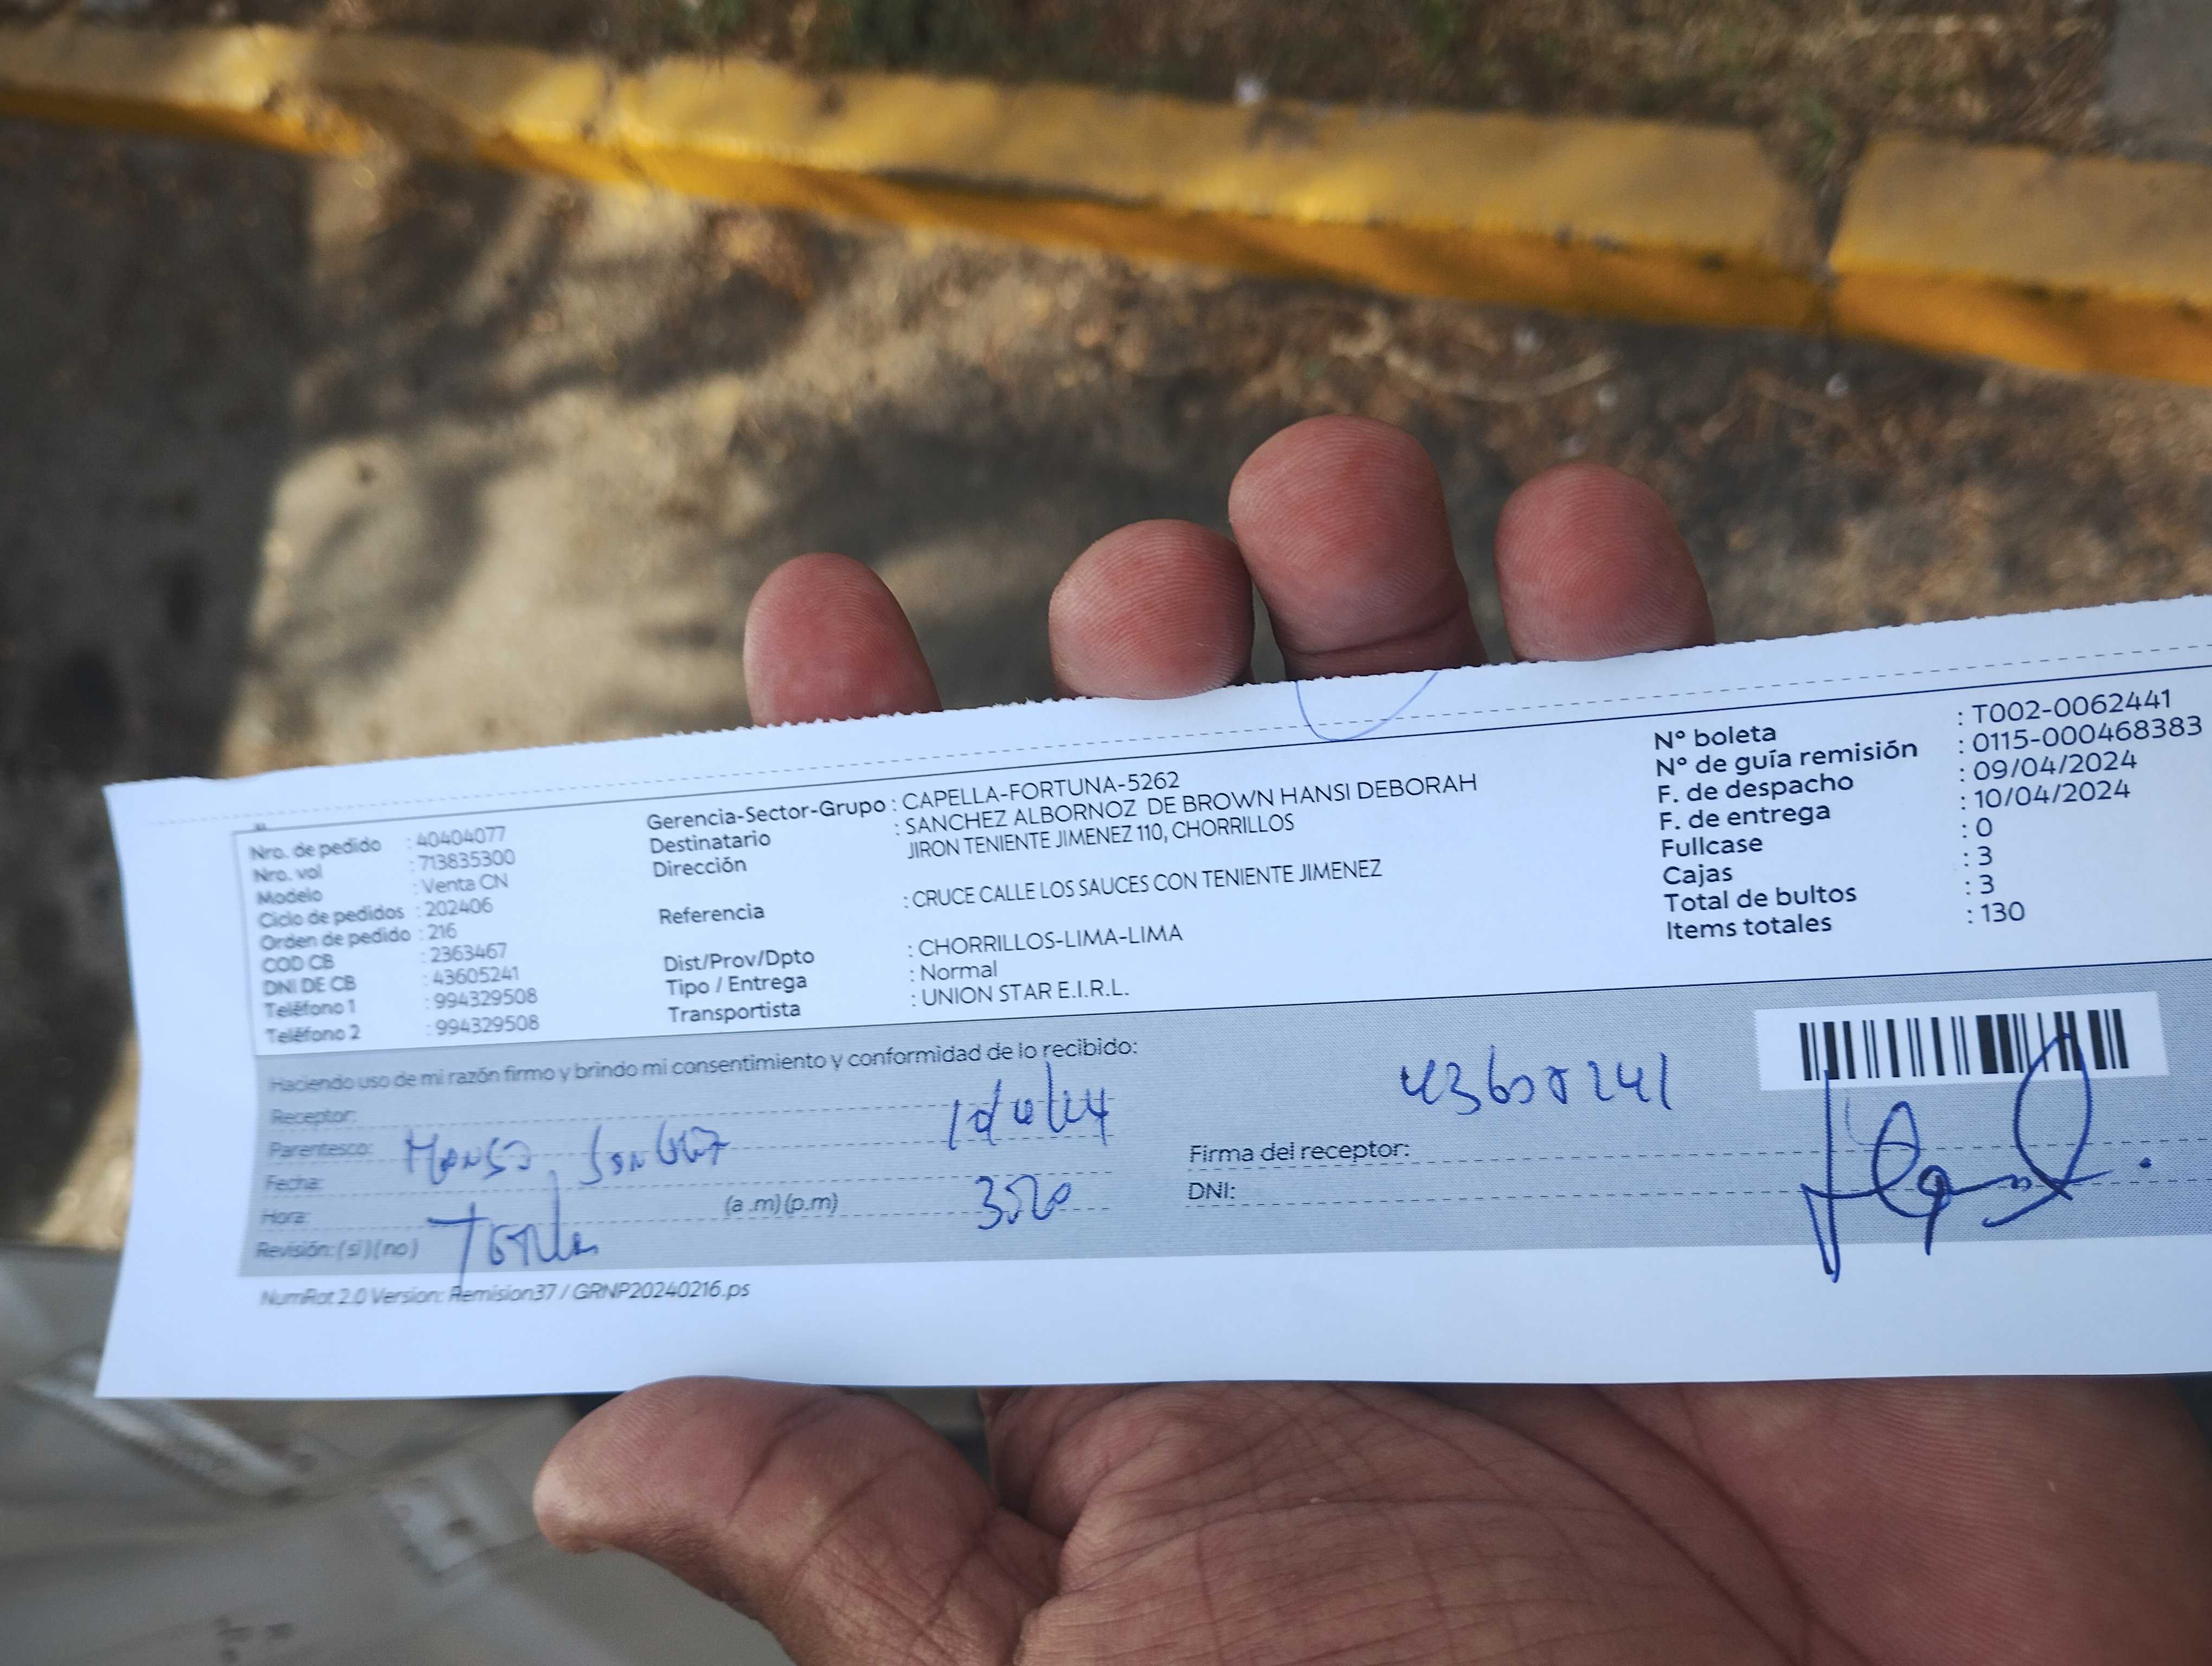 Nro. de pedido : 40404077
Nro. vol : 713835300
Modelo : Venta CN
Ciclo de pedidos : 202406
Orden de pedido : 216
COD CB : 2363467
DNI DE CB : 43605241
Teléfono 1 : 994329508
Teléfono 2 : 994329508
Gerencia-Sector-Grupo : CAPELLA-FORTUNA-5262
Destinatario : SANCHEZ ALBORNOZ DE BROWN HANSI DEBORAH
Dirección JIRON TENIENTE JIMENEZ 110, CHORRILLOS
Referencia : CRUCE CALLE LOS SAUCES CON TENIENTE JIMENEZ
Dist/Prov/Dpto : CHORRILLOS-LIMA-LIMA
Tipo / Entrega : Normal
Transportista : UNION STAR E.I.R.L.
N° boleta : T002-0062441
N° de guía remisión : 0115-000468383
F. de despacho : 09/04/2024
F. de entrega : 10/04/2024
Fullcase : 0
Cajas : 3
Total de bultos : 3
Items totales : 130
Haciendo uso de mi razón firmo y brindo mi consentimiento y conformidad de lo recibido:
Receptor:
Parentesco:
Fecha:
Hora: (a .m) (p.m)
Revisión: ( si ) ( no )
43605241
Firma del receptor:
DNI:
NumRot 2.0 Version: Remision37 / GRNP20240216.ps